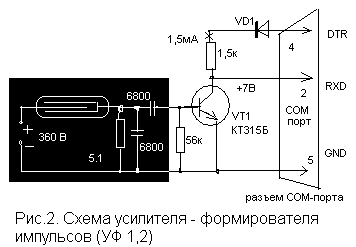 VD1
DTR
1,5мА
4
1,5к
+7В
RXD
6800
2
COM
порт
VT1
КТ315Б
360 В
6800
56к
5.1
GND
5
разъем COM-порта
Рис.2. Схема усилителя - формирователя
импульсов (УФ 1,2)